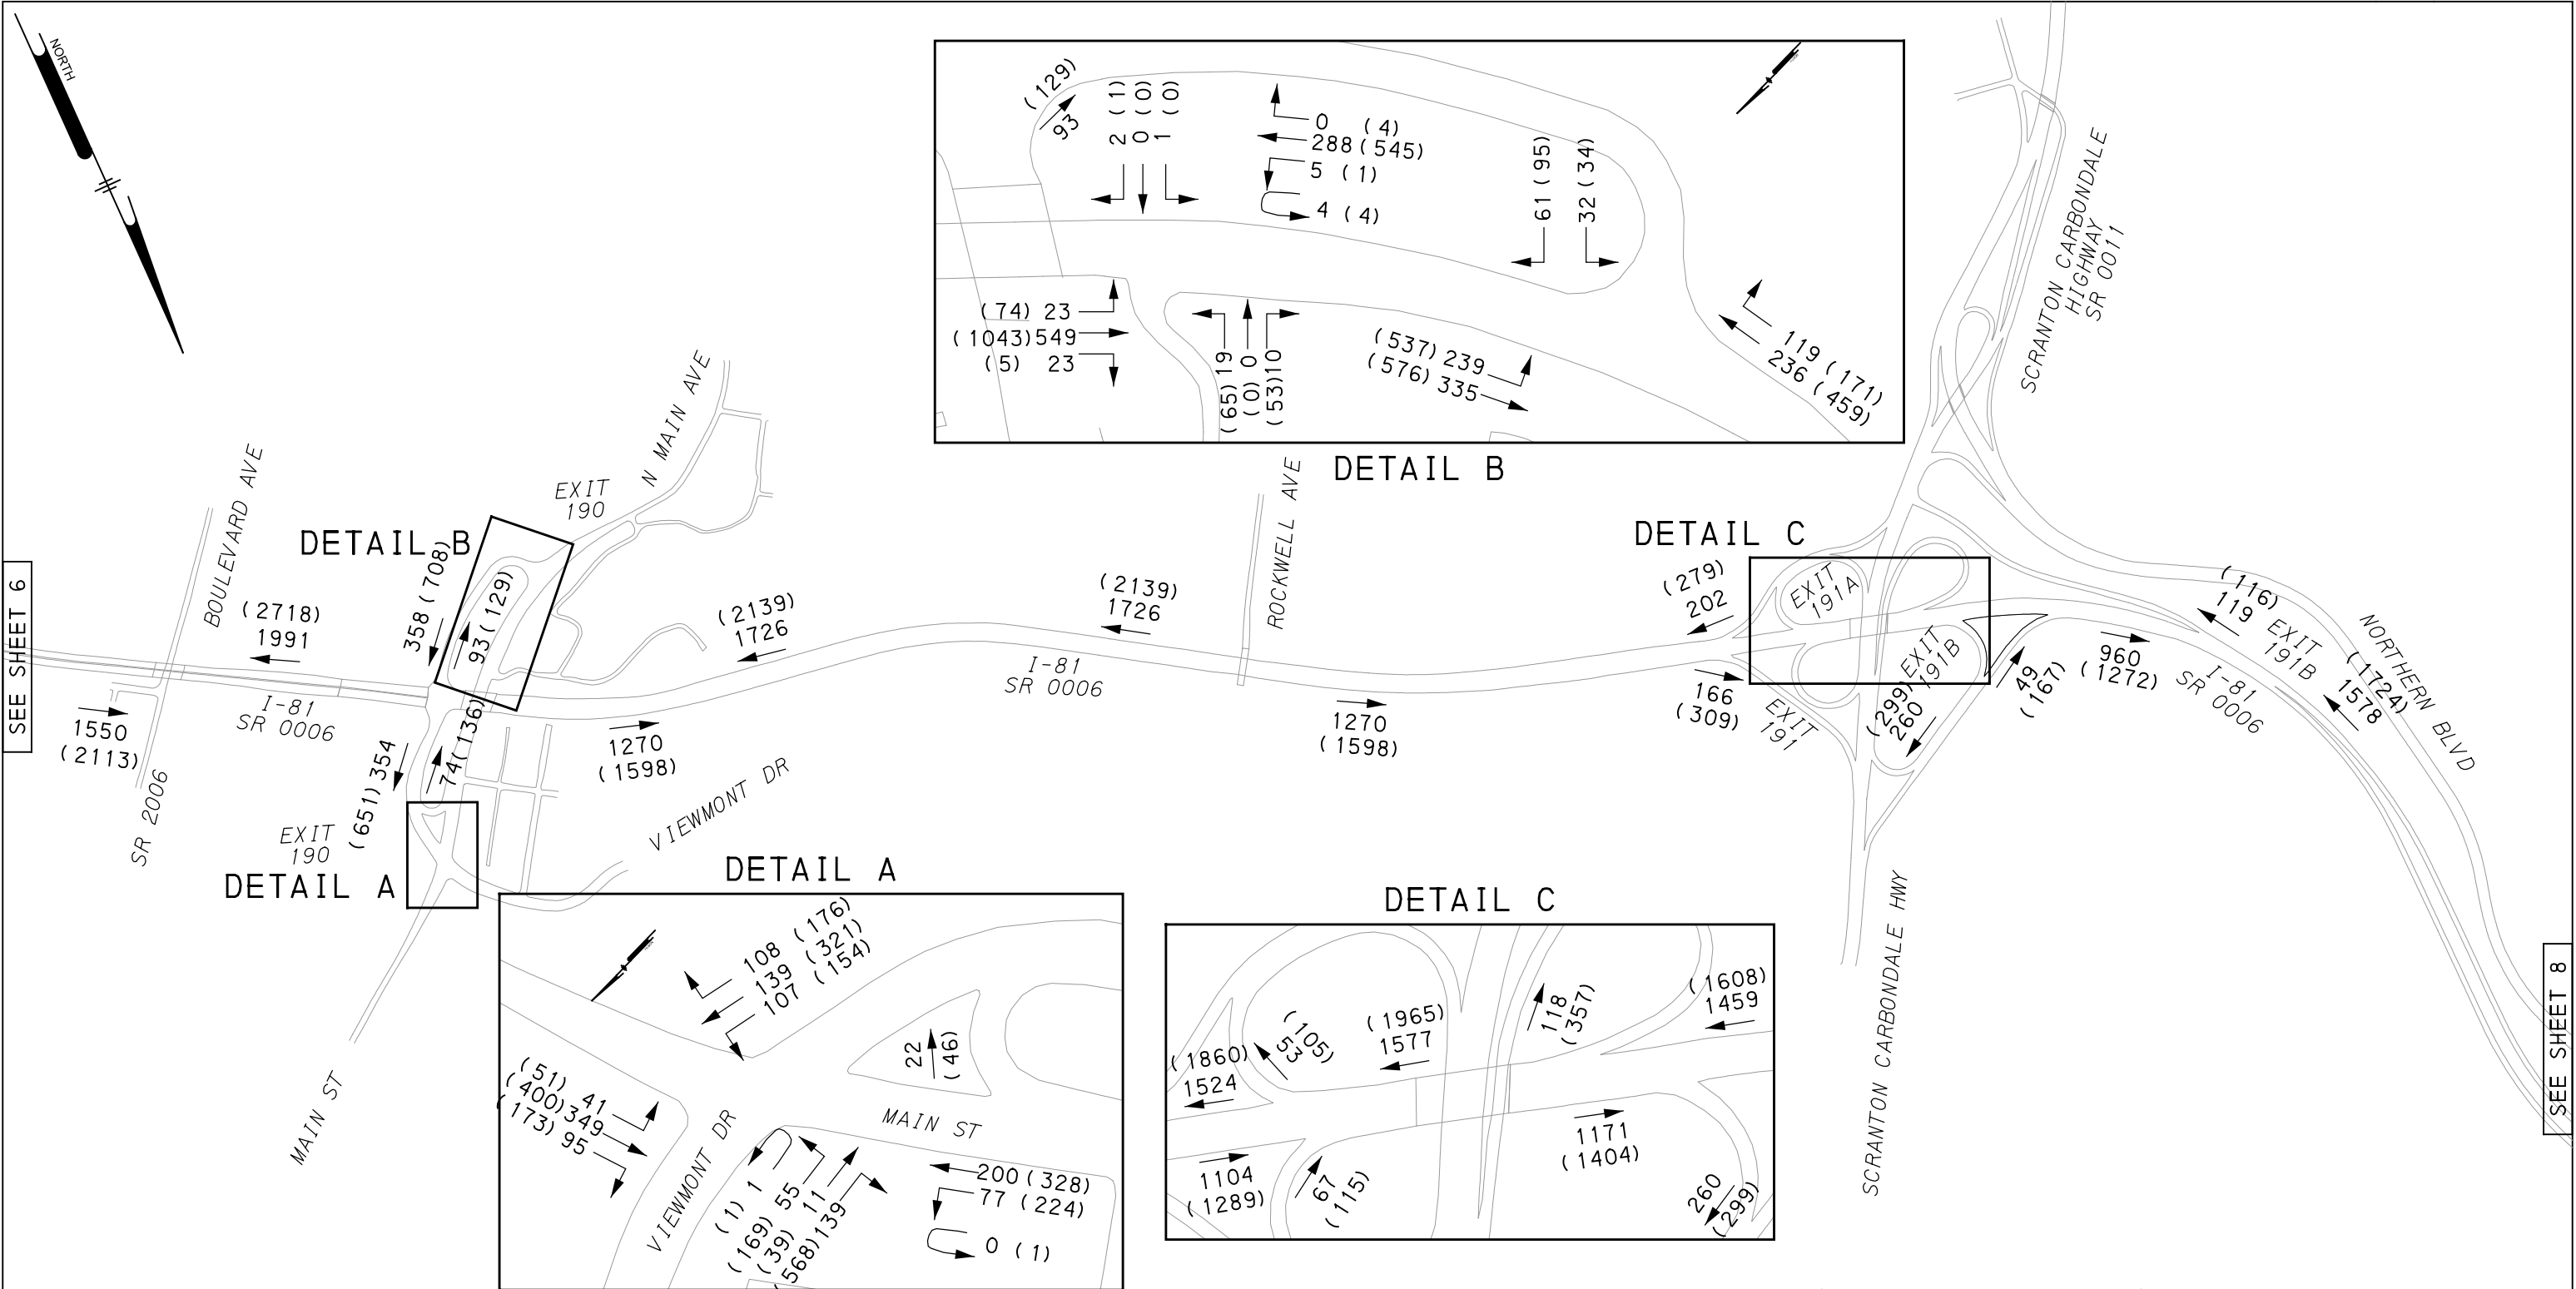 NORTH
SEE SHEET 6
BOULEVARD AVE
(2718)
1991
I-81
SR 0006
1550
(2113)
SR 2006
DETAIL B
358 (708)
93 (129)
EXIT
190
N MAIN AVE
74(136)
(651) 354
EXIT
190
DETAIL A
MAIN ST
(2139)
1726
1270
(1598)
VIEWMONT DR
(2139)
1726
I-81
SR 0006
ROCKWELL AVE
1270
(1598)
DETAIL C
(279)
202
EXIT
191A
166
(309)
EXIT
191
EXIT
191B
(299)
260
49
(167)
960
(1272)
I-81
SR 0006
(116)
119
EXIT
191B
(1724)
1578
NORTHERN BLVD
SCRANTON CARBONDALE
HIGHWAY
SR 0011
SCRANTON CARBONDALE HWY
SEE SHEET 8
(129)
93
2 (1)
0 (0)
1 (0)
0 (4)
288 (545)
5 (1)
4 (4)
61 (95)
32 (34)
(74) 23
(1043) 549
(5) 23
(65) 19
(0) 0
(53) 10
(537) 239
(576) 335
119 (171)
236 (459)
DETAIL B
DETAIL A
108 (176)
139 (321)
107 (154)
22
(46)
(51) 41
(400) 349
(173) 95
VIEWMONT DR
MAIN ST
(1) 1
(169) 55
(39) 11
(568) 139
200 (328)
77 (224)
0 (1)
DETAIL C
(1860)
1524
(105)
53
(1965)
1577
118
(357)
(1608)
1459
1104
(1289)
67
(115)
1171
(1404)
260
(299)